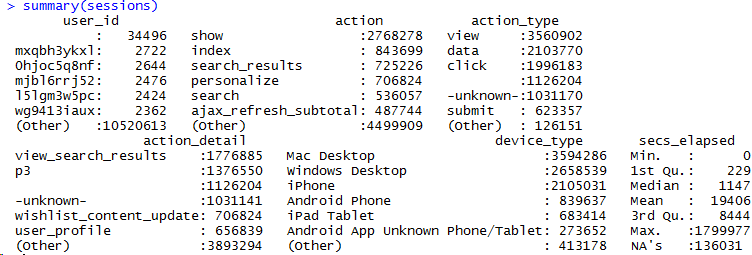 > summary(sessions)
user_id action action_type
: 34496 show :2768278 view :3560902
mxqbh3ykxl: 2722 index : 843699 data :2103770
0hjoc5q8nf: 2644 search_results : 725226 click :1996183
mjbl6rrj52: 2476 personalize : 706824 :1126204
l5lgm3w5pc: 2424 search : 536057 -unknown-:1031170
wg9413iaux: 2362 ajax_refresh_subtotal: 487744 submit : 623357
(Other) :10520613 (Other) :4499909 (Other) : 126151
action_detail device_type secs_elapsed
view_search_results :1776885 Mac Desktop :3594286 Min. : 0
p3 :1376550 Windows Desktop :2658539 1st Qu.: 229
:1126204 iPhone :2105031 Median : 1147
-unknown- :1031141 Android Phone : 839637 Mean : 19406
wishlist_content_update: 706824 iPad Tablet : 683414 3rd Qu.: 8444
user_profile : 656839 Android App Unknown Phone/Tablet: 273652 Max. :1799977
(Other) :3893294 (Other) : 413178 NA's :136031